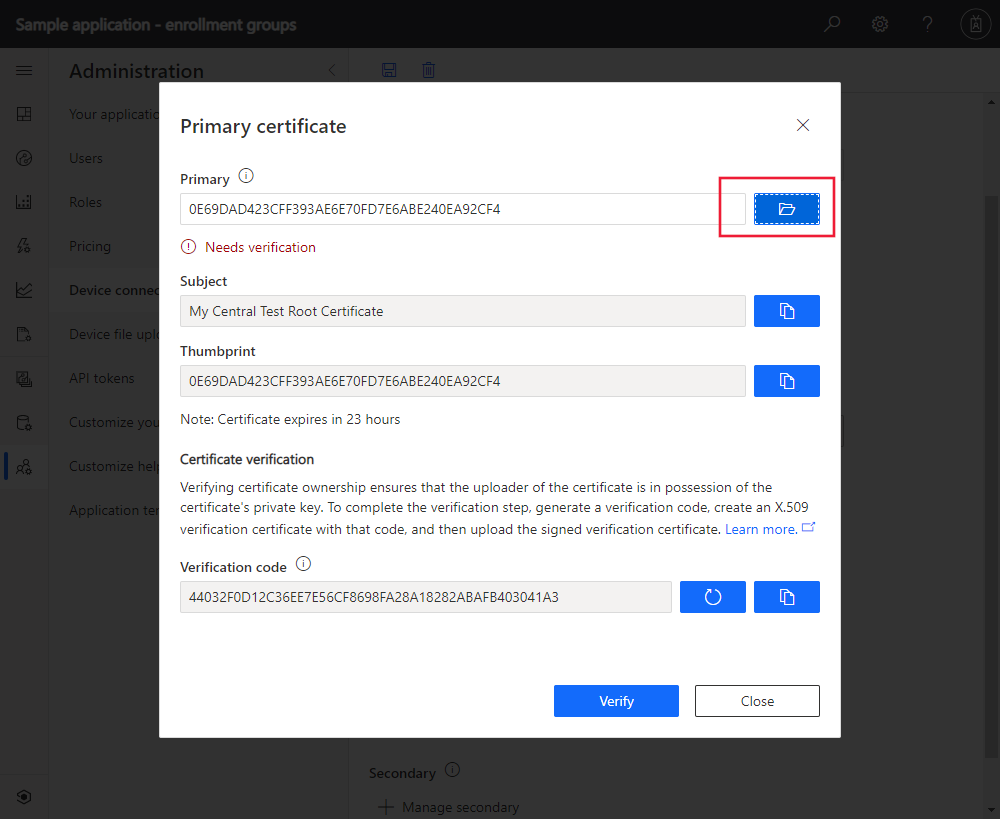 Sample application - enrollment groups
Administration
Your applicatio
Users
Roles
Pricing
Device connec
Device file uplo
API tokens
Customize you
Customize help
Application ter
Primary certificate
Primary
0E69DAD423CFF393AE6E70FD7E6ABE240EA92CF4
Needs verification
Subject
My Central Test Root Certificate
Thumbprint
0E69DAD423CFF393AE6E70FD7E6ABE240EA92CF4
Note: Certificate expires in 23 hours
Certificate verification
Verifying certificate ownership ensures that the uploader of the certificate is in possession of the
certificate's private key. To complete the verification step, generate a verification code, create an X.509
verification certificate with that code, and then upload the signed verification certificate. Learn more.
Verification code
44032F0D12C36EE7E56CF8698FA28A18282ABAFB403041A3
Verify
Close
Secondary
Manage secondary